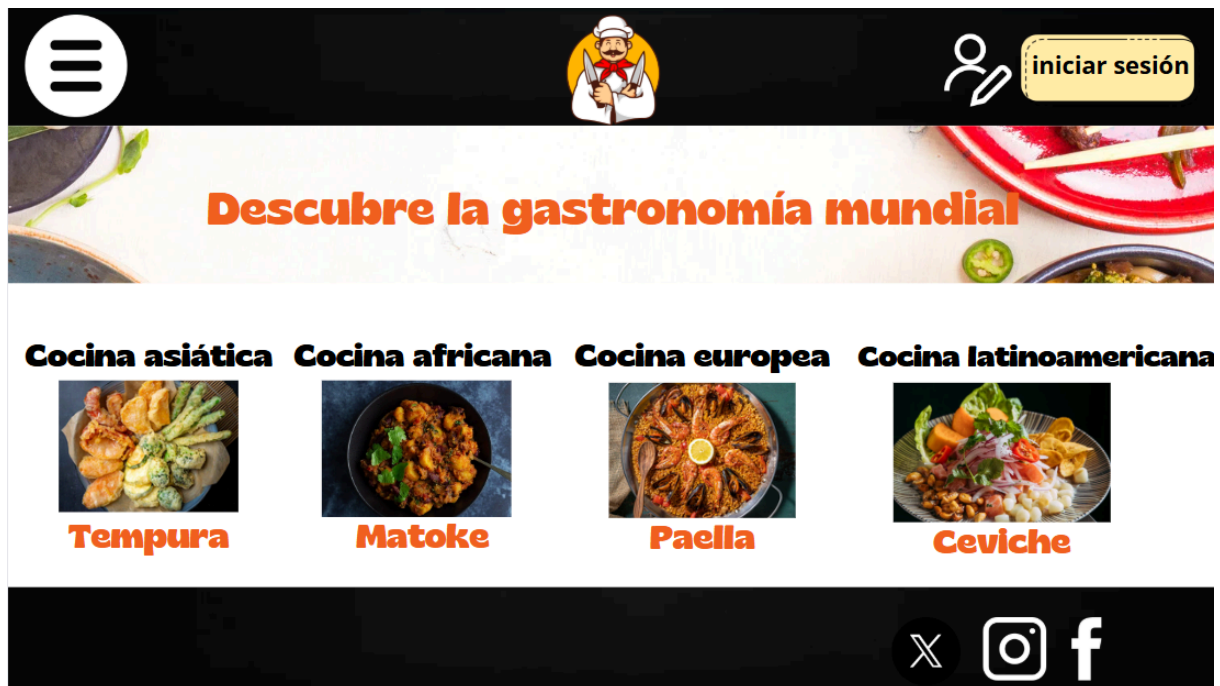 iniciar sesión
Descubre la gastronomía mundial
Cocina asiática Cocina africana Cocina europea Cocina latinoamericana
Tempura Matoke Paella Ceviche